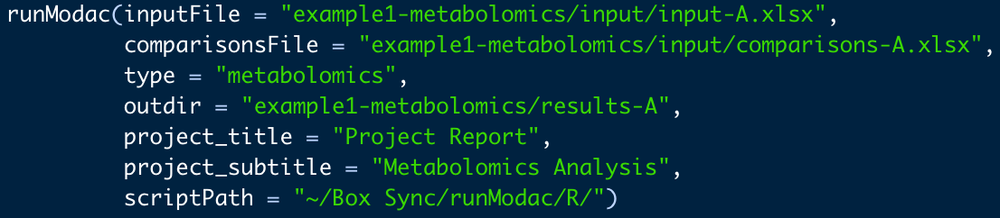 runModac(inputFile = "example1-metabolomics/input/input-A.xlsx",
comparisonsFile = "example1-metabolomics/input/comparisons-A.xlsx",
type = "metabolomics",
outdir = "example1-metabolomics/results-A",
project_title = "Project Report",
project_subtitle = "Metabolomics Analysis",
scriptPath = "~/Box Sync/runModac/R/")